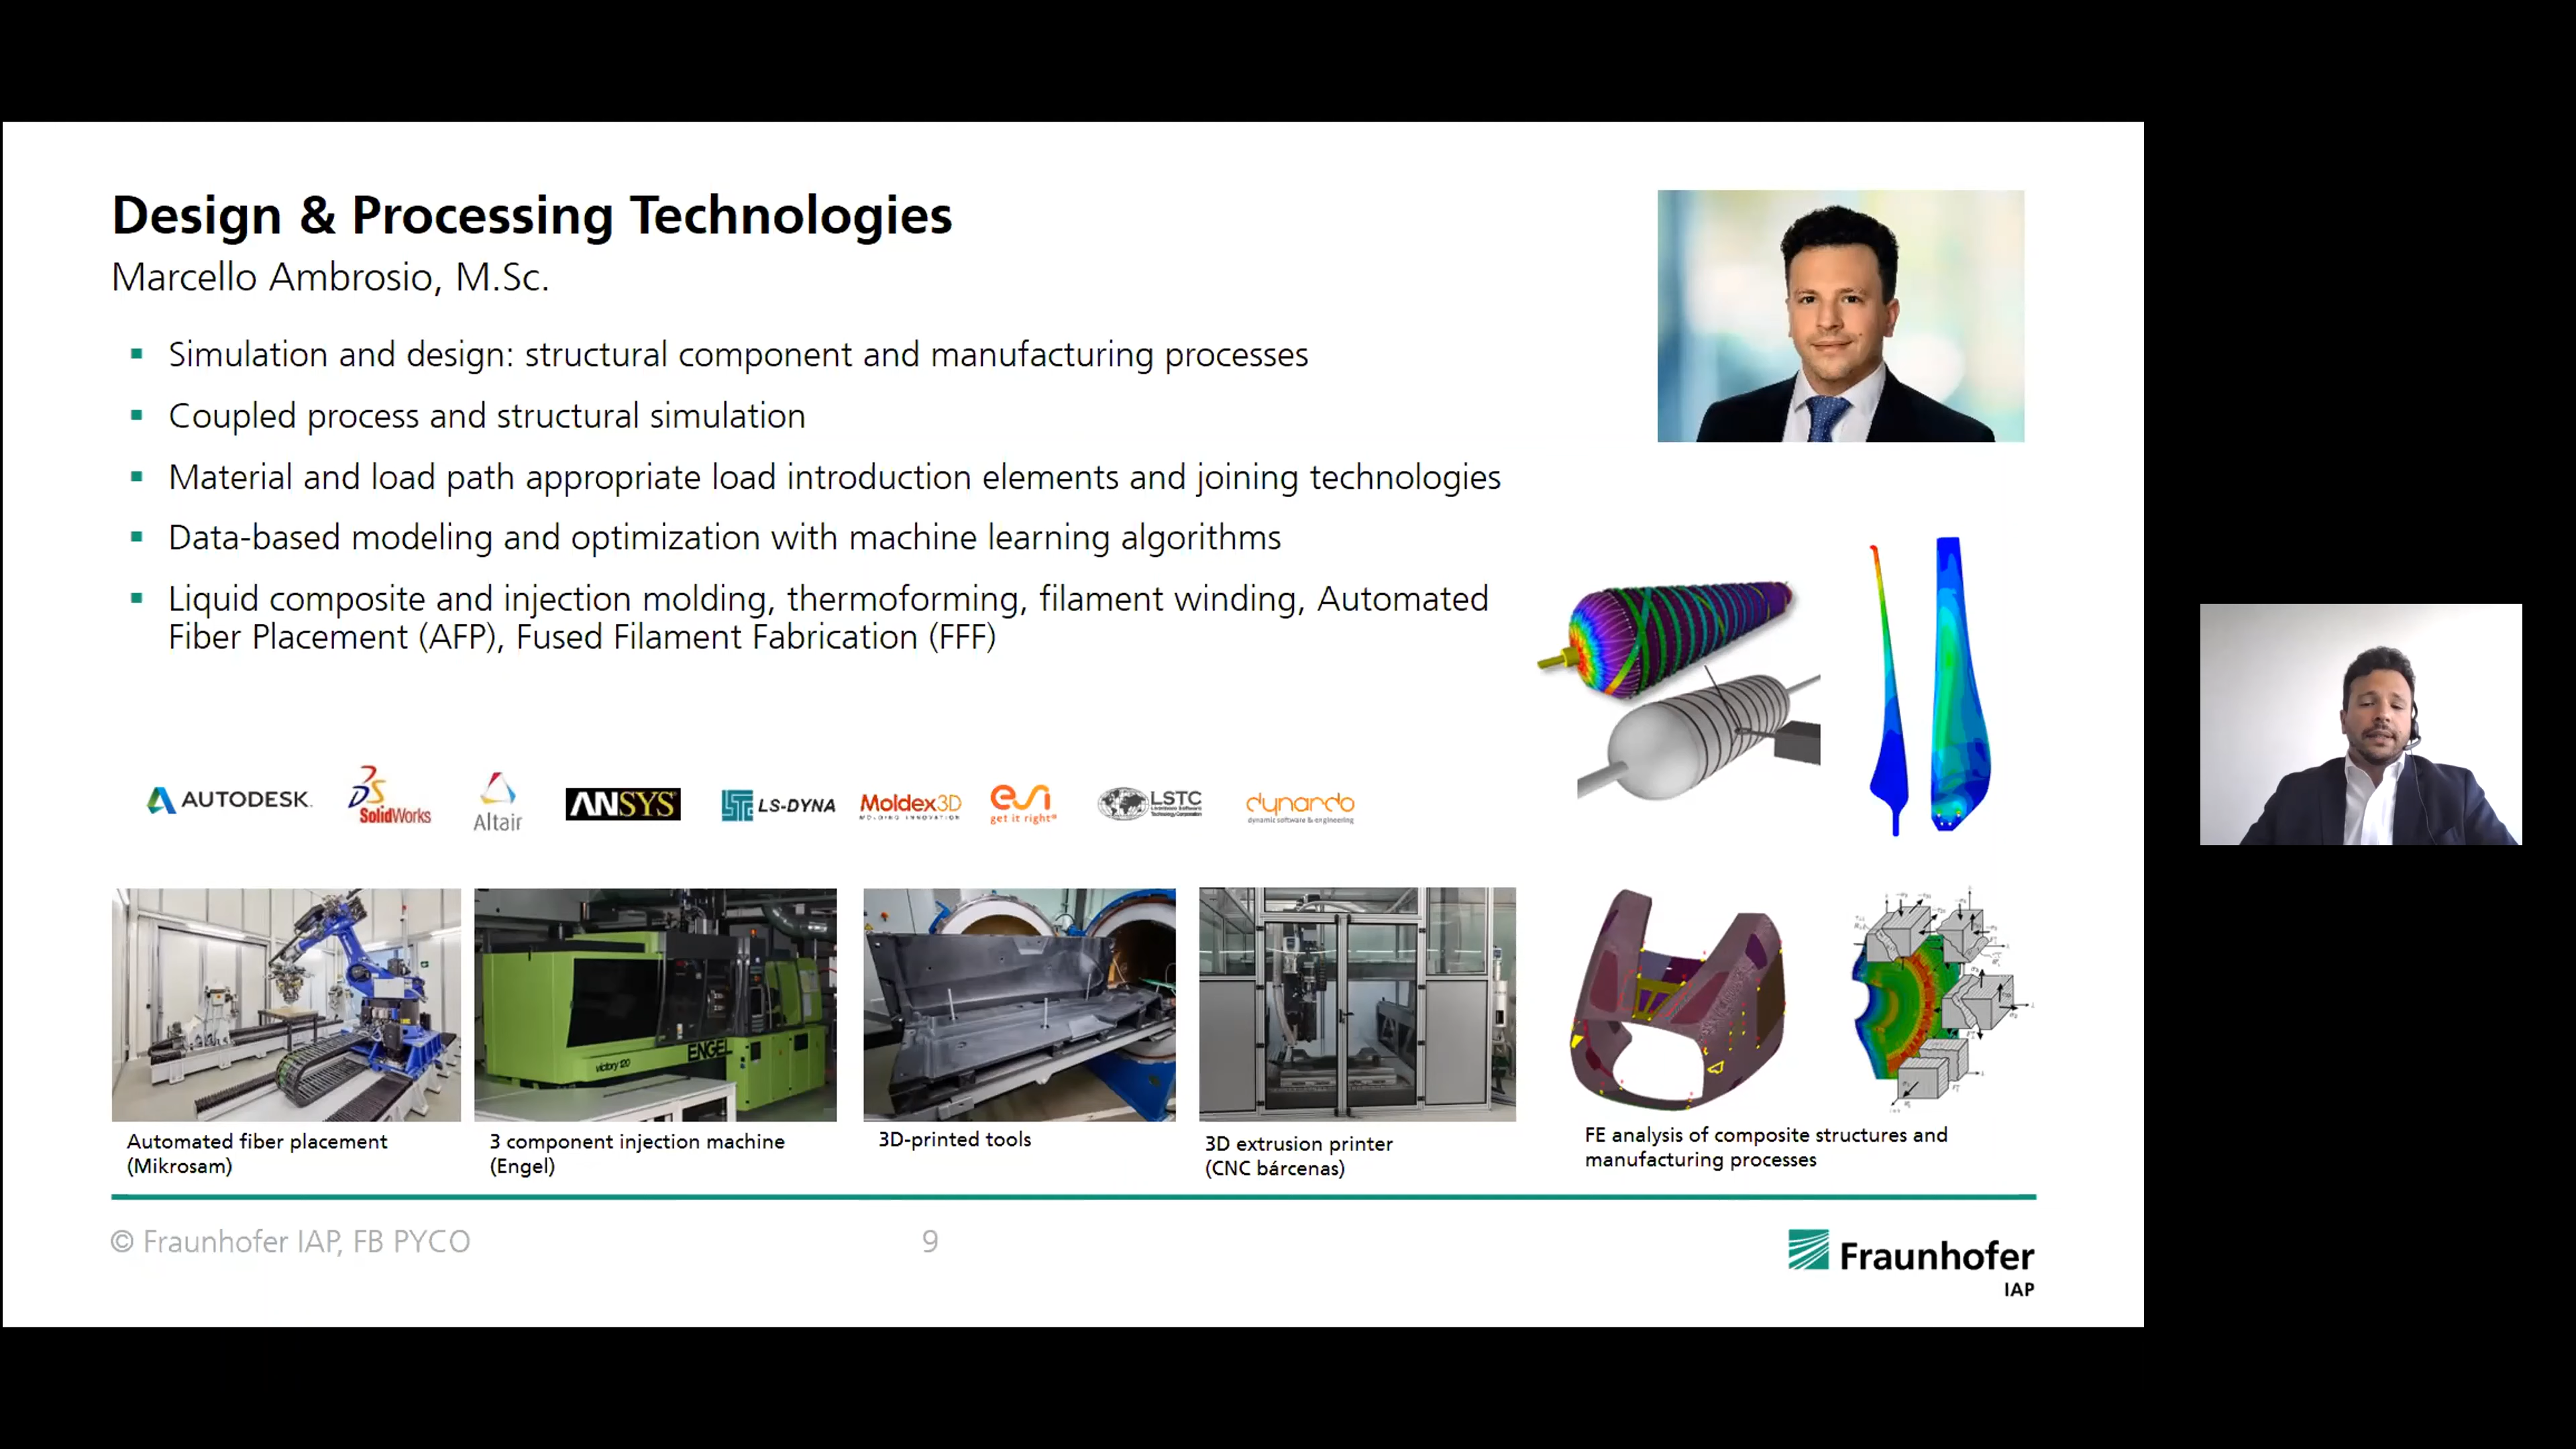 Design & Processing Technologies
Marcello Ambrosio, M.Sc.
Simulation and design: structural component and manufacturing processes
Coupled process and structural simulation
Material and load path appropriate load introduction elements and joining technologies
Data-based modeling and optimization with machine learning algorithms
Liquid composite and injection molding, thermoforming, filament winding, Automated
Fiber Placement (AFP), Fused Filament Fabrication (FFF)
AUTODESK.
DS SolidWorks
Altair
ANSYS
LS-DYNA
Moldex3D
MOLDING INNOVATION
esi
get it right®
LSTC
Livermore Software
Technology Corporation
dynardo
dynamic software & engineering
victory 120
ENGEL
Automated fiber placement
(Mikrosam)
3 component injection machine
(Engel)
3D-printed tools
3D extrusion printer
(CNC bárcenas)
FE analysis of composite structures and
manufacturing processes
© Fraunhofer IAP, FB PYCO
9
Fraunhofer
IAP